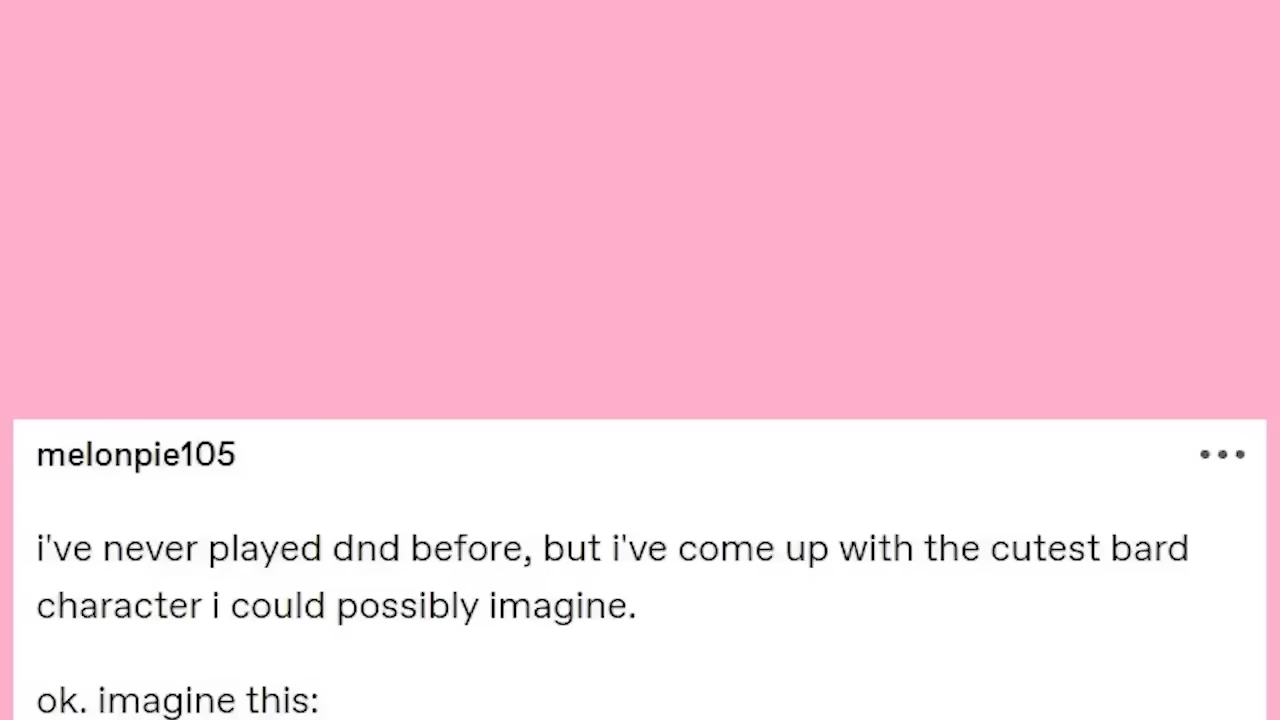 melonpie105
i've never played dnd before, but i've come up with the cutest bard
character i could possibly imagine.
ok. imagine this: